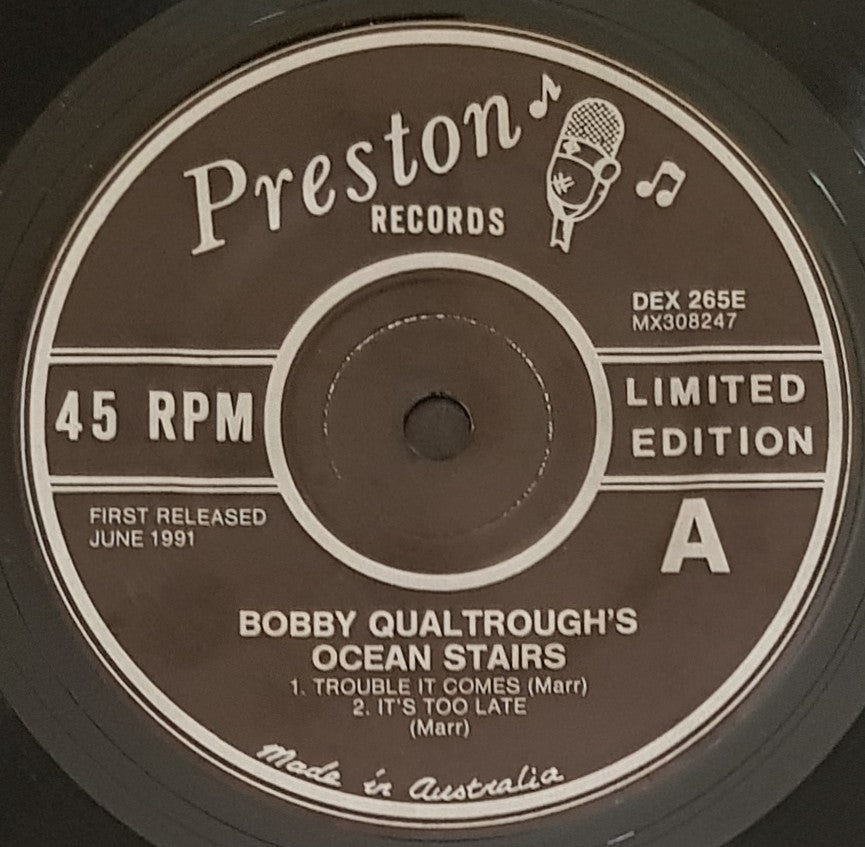 Preston
RECORDS
DEX 265E
MX308247
45 RPM
LIMITED
EDITION
FIRST RELEASED
JUNE 1991
A
BOBBY QUALTROUGH'S
OCEAN STAIRS
1. TROUBLE IT COMES (Marr)
2. IT'S TOO LATE
(Marr)
Made in Australia